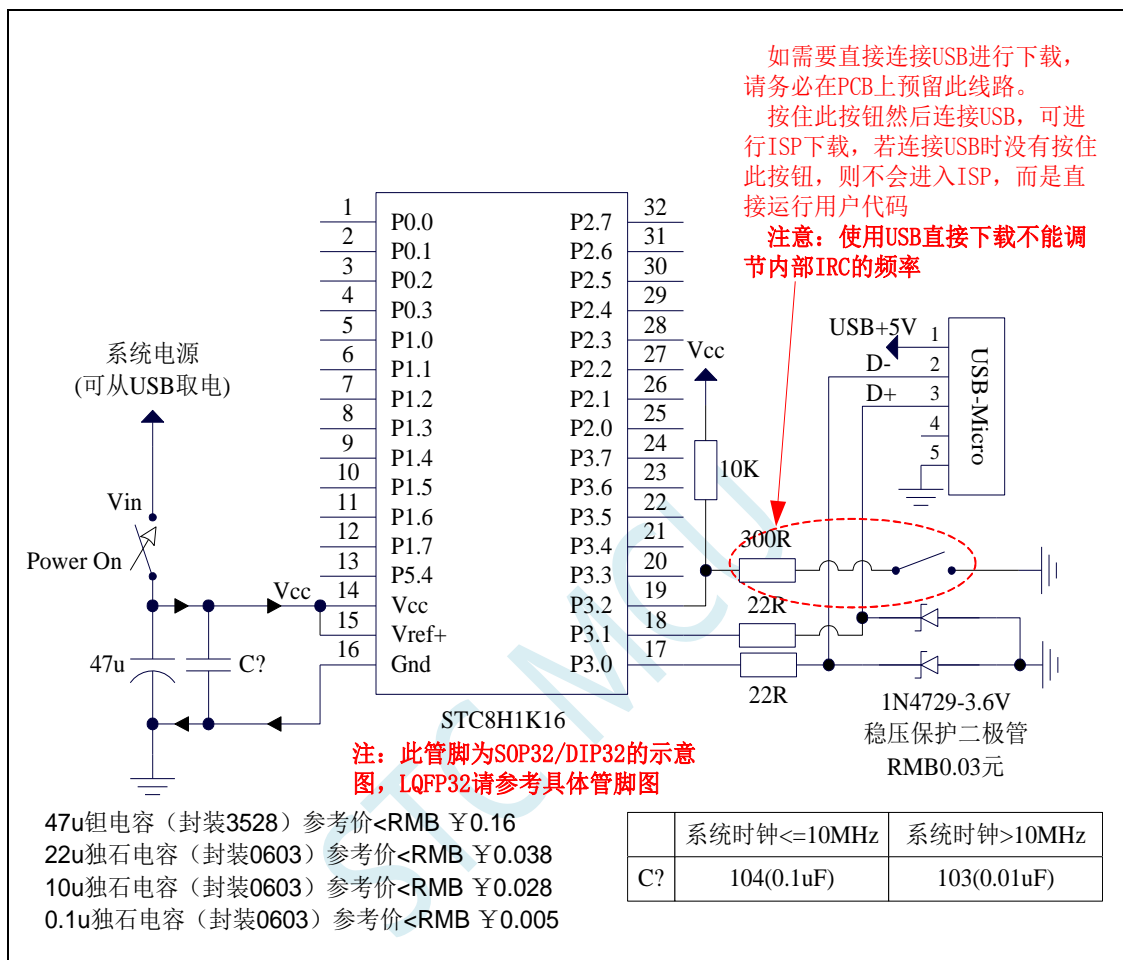 如需要直接连接USB进行下载，
请务必在PCB上预留此线路。
按住此按钮然后连接USB，可进
行ISP下载，若连接USB时没有按住
此按钮，则不会进入ISP，而是直
接运行用户代码
注意：使用USB直接下载不能调
节内部IRC的频率
1 P0.0 P2.7 32
2 P0.1 P2.6 31
3 P0.2 P2.5 30
4 P0.3 P2.4 29
5 P1.0 P2.3 28
6 P1.1 P2.2 27
7 P1.2 P2.1 26
8 P1.3 P2.0 25
9 P1.4 P3.7 24
10 P1.5 P3.6 23
11 P1.6 P3.5 22
12 P1.7 P3.4 21
13 P5.4 P3.3 20
14 Vcc P3.2 19
15 Vref+ P3.1 18
16 Gnd P3.0 17
STC8H1K16
注：此管脚为SOP32/DIP32的示意
图，LQFP32请参考具体管脚图
系统电源
(可从USB取电)
Vin
Power On
Vcc
47u
C?
Vcc
10K
300R
22R
22R
USB+5V
D-
D+
1
2
3
4
5
USB-Micro
1N4729-3.6V
稳压保护二极管
RMB0.03元
STC MCU
47u钽电容（封装3528）参考价<RMB ￥0.16
22u独石电容（封装0603）参考价<RMB ￥0.038
10u独石电容（封装0603）参考价<RMB ￥0.028
0.1u独石电容（封装0603）参考价<RMB ￥0.005
系统时钟<=10MHz 系统时钟>10MHz
C? 104(0.1uF) 103(0.01uF)